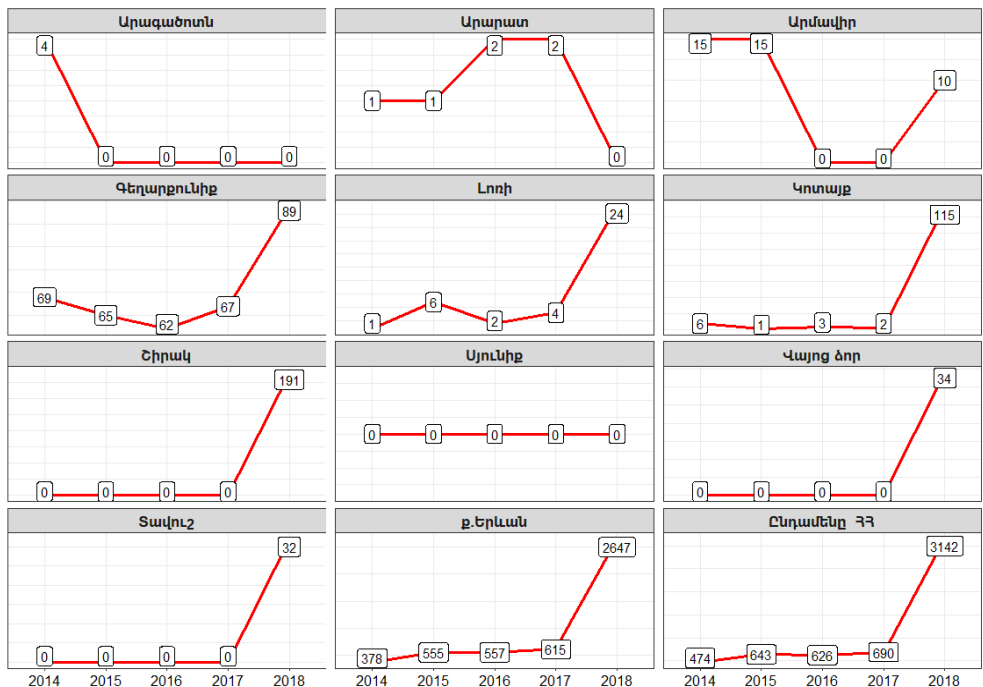 Արագածոտն Արարատ Արմավիր
4 0 0 0 0 1 1 2 2 0 15 15 0 0 10
Գեղարքունիք Լոռի Կոտայք
69 65 62 67 89 1 6 2 4 24 6 1 3 2 115
Շիրակ Սյունիք Վայոց ձոր
0 0 0 0 191 0 0 0 0 0 0 0 0 0 34
Տավուշ ք.Երևան Ընդամենը ՀՀ
0 0 0 0 32 378 555 557 615 2647 474 643 626 690 3142
2014 2015 2016 2017 2018 2014 2015 2016 2017 2018 2014 2015 2016 2017 2018